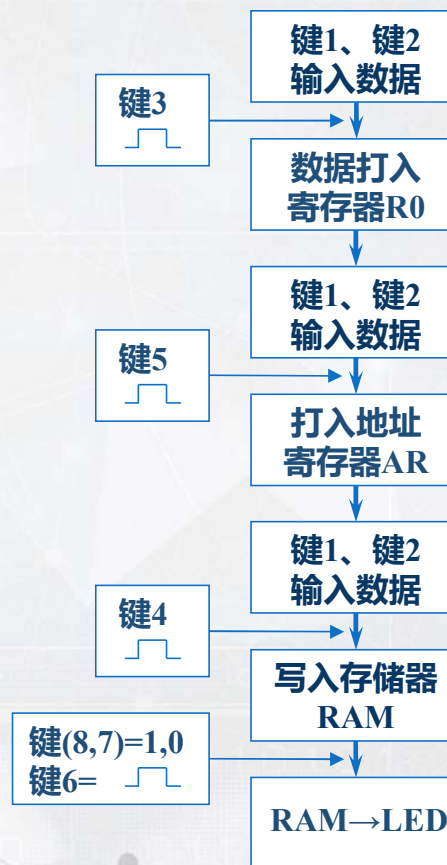 键1、键2
输入数据
键3
数据打入
寄存器R0
键1、键2
输入数据
键5
打入地址
寄存器AR
键1、键2
输入数据
键4
写入存储器
RAM
键(8,7)=1,0
键6=
RAM→LED